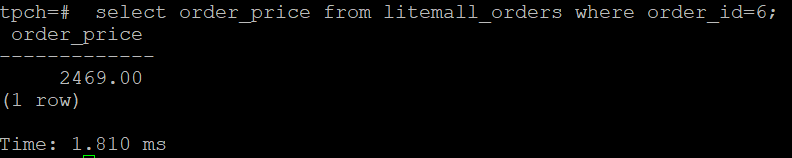 tpch=#  select order_price from litemall_orders where order_id=6;
 order_price
-------------
     2469.00
(1 row)

Time: 1.810 ms